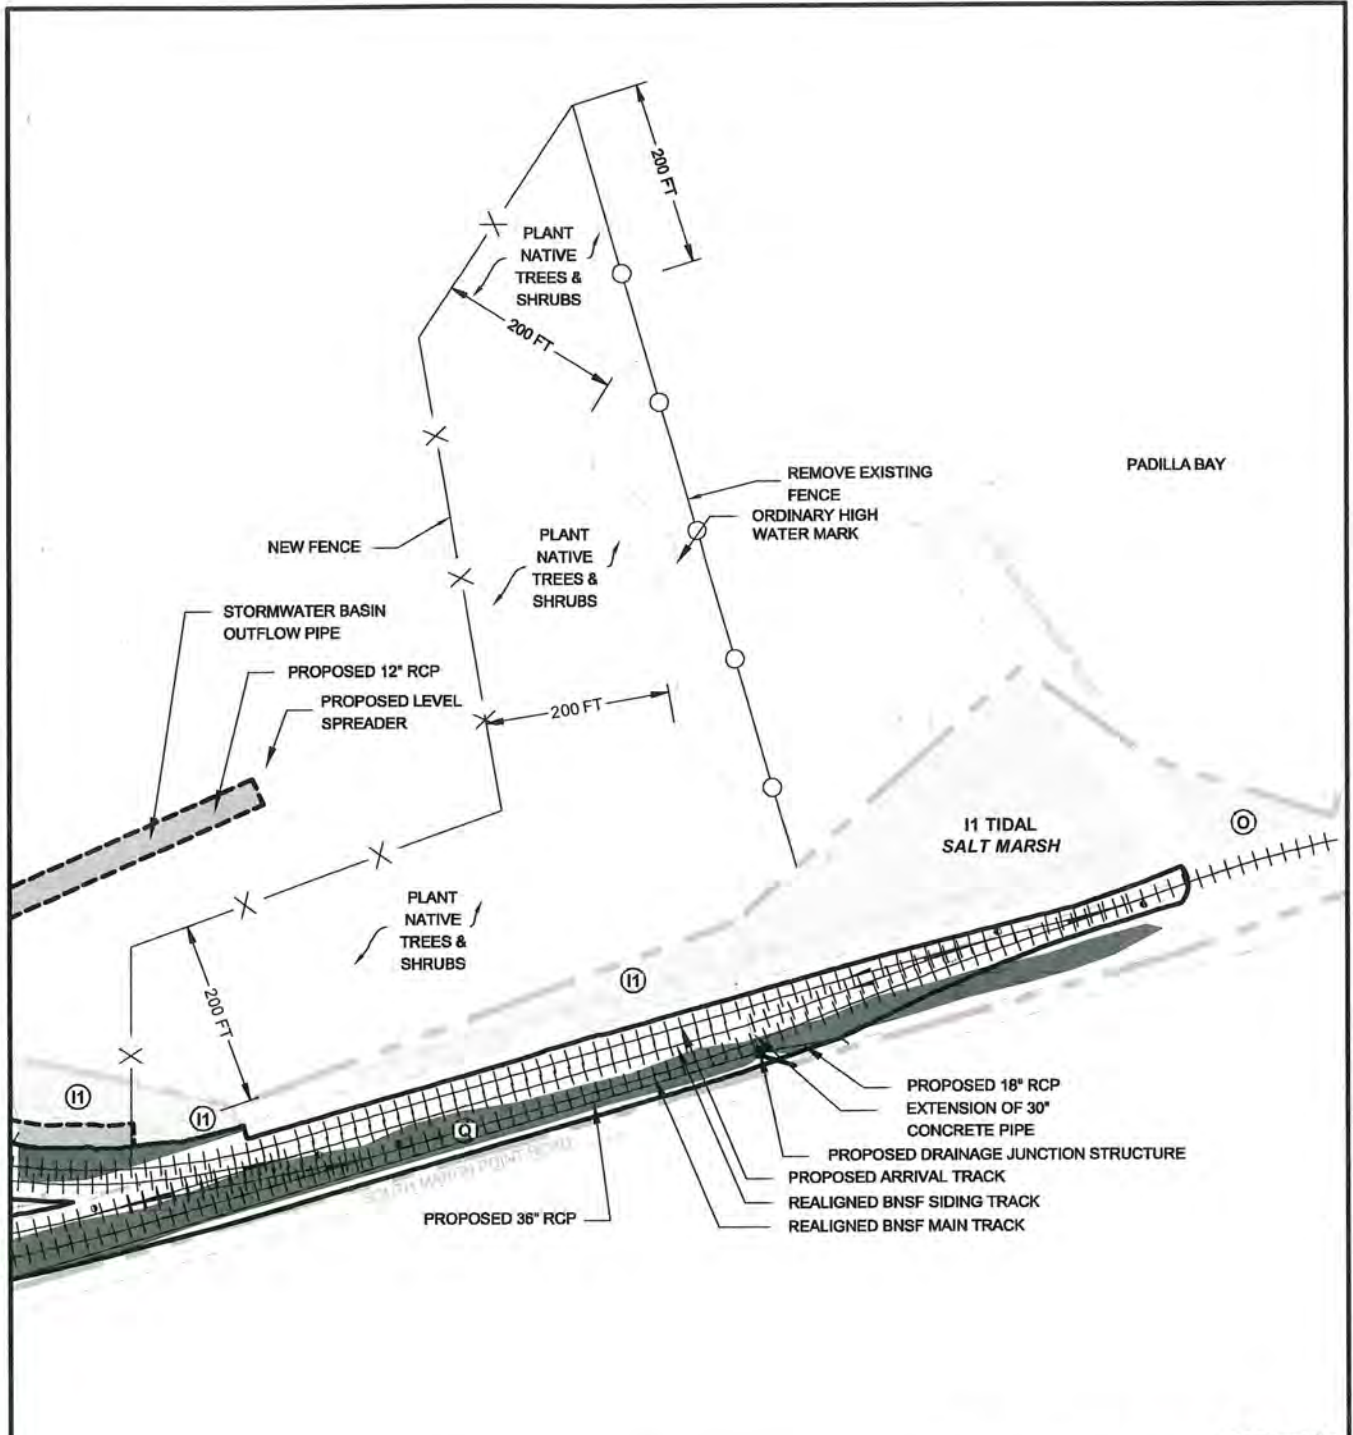 200 FT
PLANT
NATIVE
TREES &
SHRUBS
200 FT
REMOVE EXISTING
FENCE
ORDINARY HIGH
WATER MARK
PADILLA BAY
NEW FENCE
PLANT
NATIVE
TREES &
SHRUBS
STORMWATER BASIN
OUTFLOW PIPE
PROPOSED 12" RCP
PROPOSED LEVEL
SPREADER
200 FT
I1 TIDAL
SALT MARSH
O
PLANT
NATIVE
TREES &
SHRUBS
I1
200 FT
I1
I1
Q
PROPOSED 18" RCP
EXTENSION OF 30"
CONCRETE PIPE
PROPOSED DRAINAGE JUNCTION STRUCTURE
PROPOSED ARRIVAL TRACK
REALIGNED BNSF SIDING TRACK
REALIGNED BNSF MAIN TRACK
PROPOSED 36" RCP